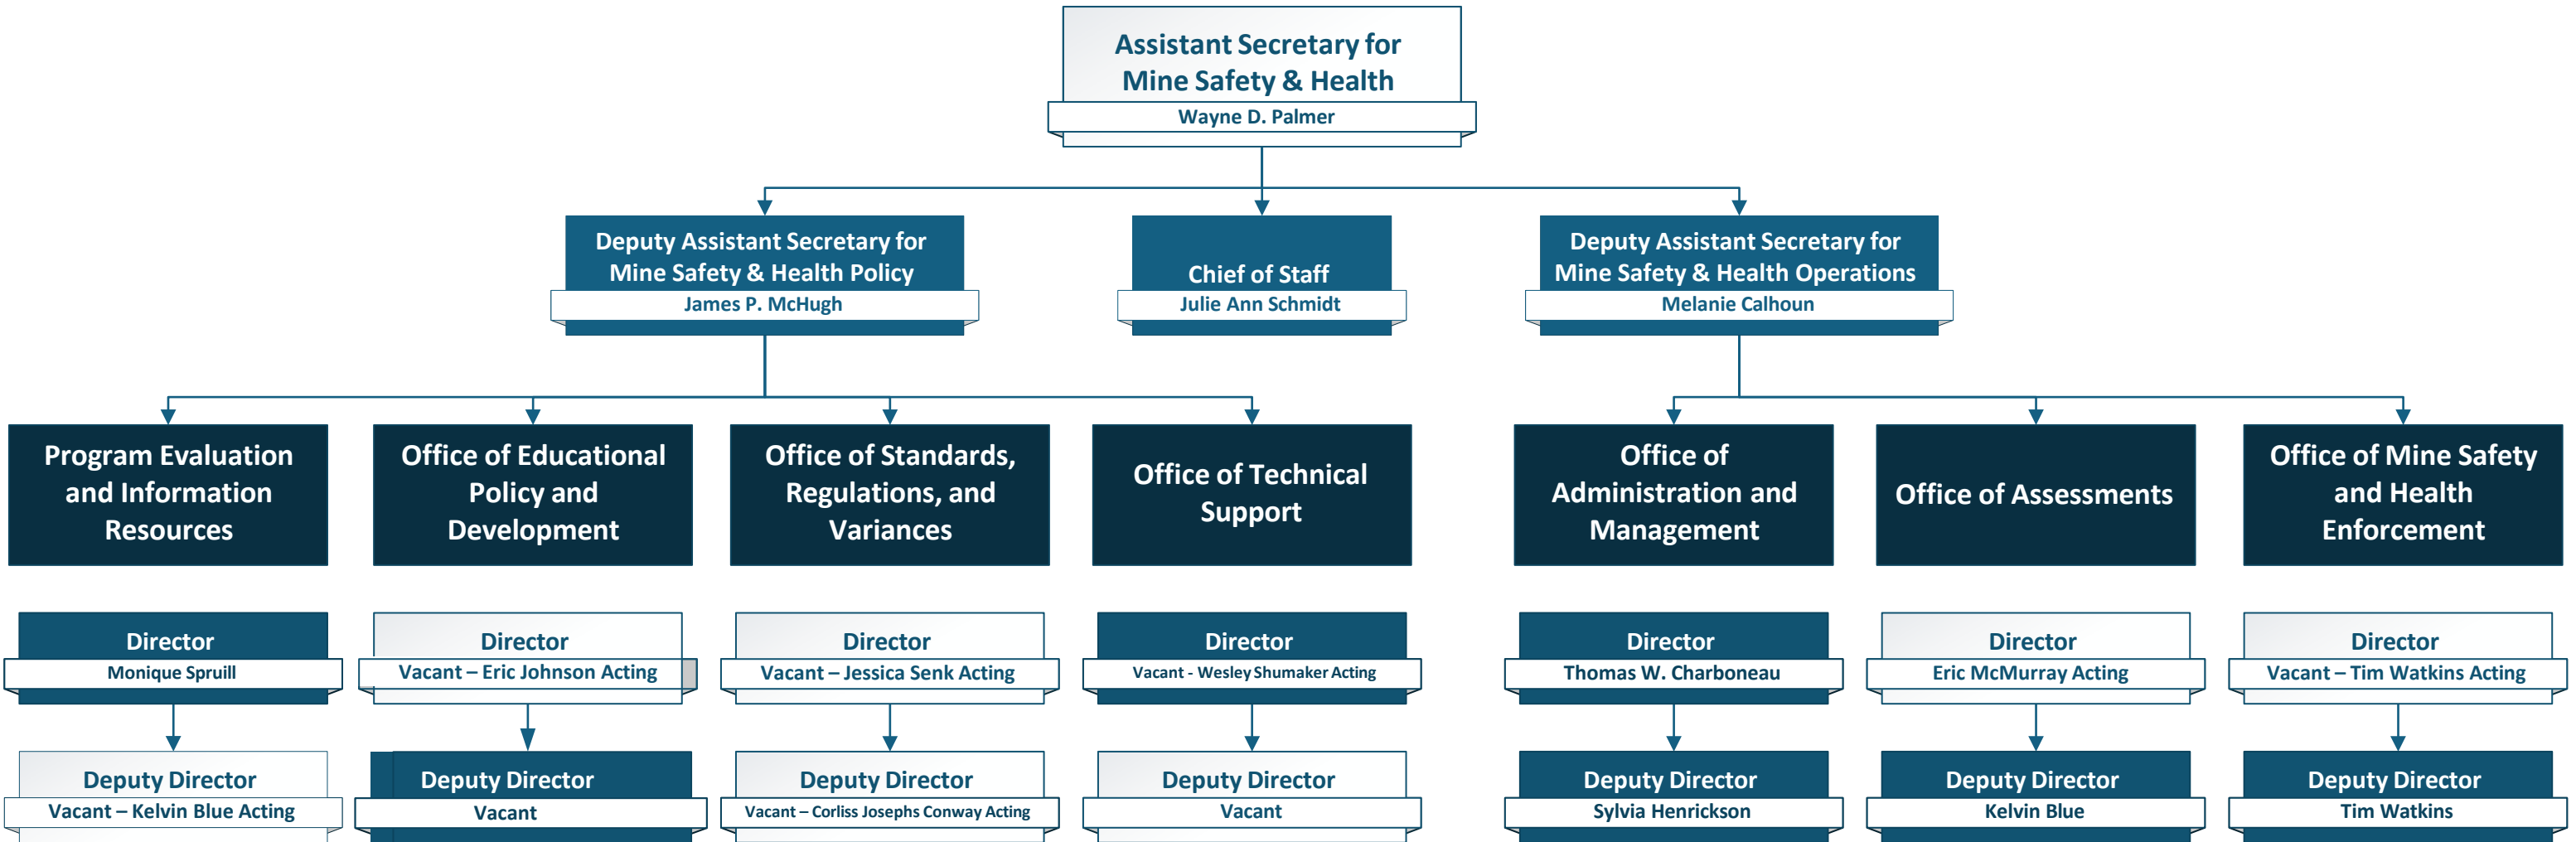 Assistant Secretary for
Mine Safety & Health
Wayne D. Palmer
Deputy Assistant Secretary for
Mine Safety & Health Policy
James P. McHugh
Chief of Staff
Julie Ann Schmidt
Deputy Assistant Secretary for
Mine Safety & Health Operations
Melanie Calhoun
Program Evaluation
and Information
Resources
Office of Educational
Policy and
Development
Office of Standards,
Regulations, and
Variances
Office of Technical
Support
Office of
Administration and
Management
Office of Assessments
Office of Mine Safety
and Health
Enforcement
Director
Monique Spruill
Director
Vacant – Eric Johnson Acting
Director
Vacant – Jessica Senk Acting
Director
Vacant - Wesley Shumaker Acting
Director
Thomas W. Charboneau
Director
Eric McMurray Acting
Director
Vacant – Tim Watkins Acting
Deputy Director
Vacant – Kelvin Blue Acting
Deputy Director
Vacant
Deputy Director
Vacant – Corliss Josephs Conway Acting
Deputy Director
Vacant
Deputy Director
Sylvia Henrickson
Deputy Director
Kelvin Blue
Deputy Director
Tim Watkins